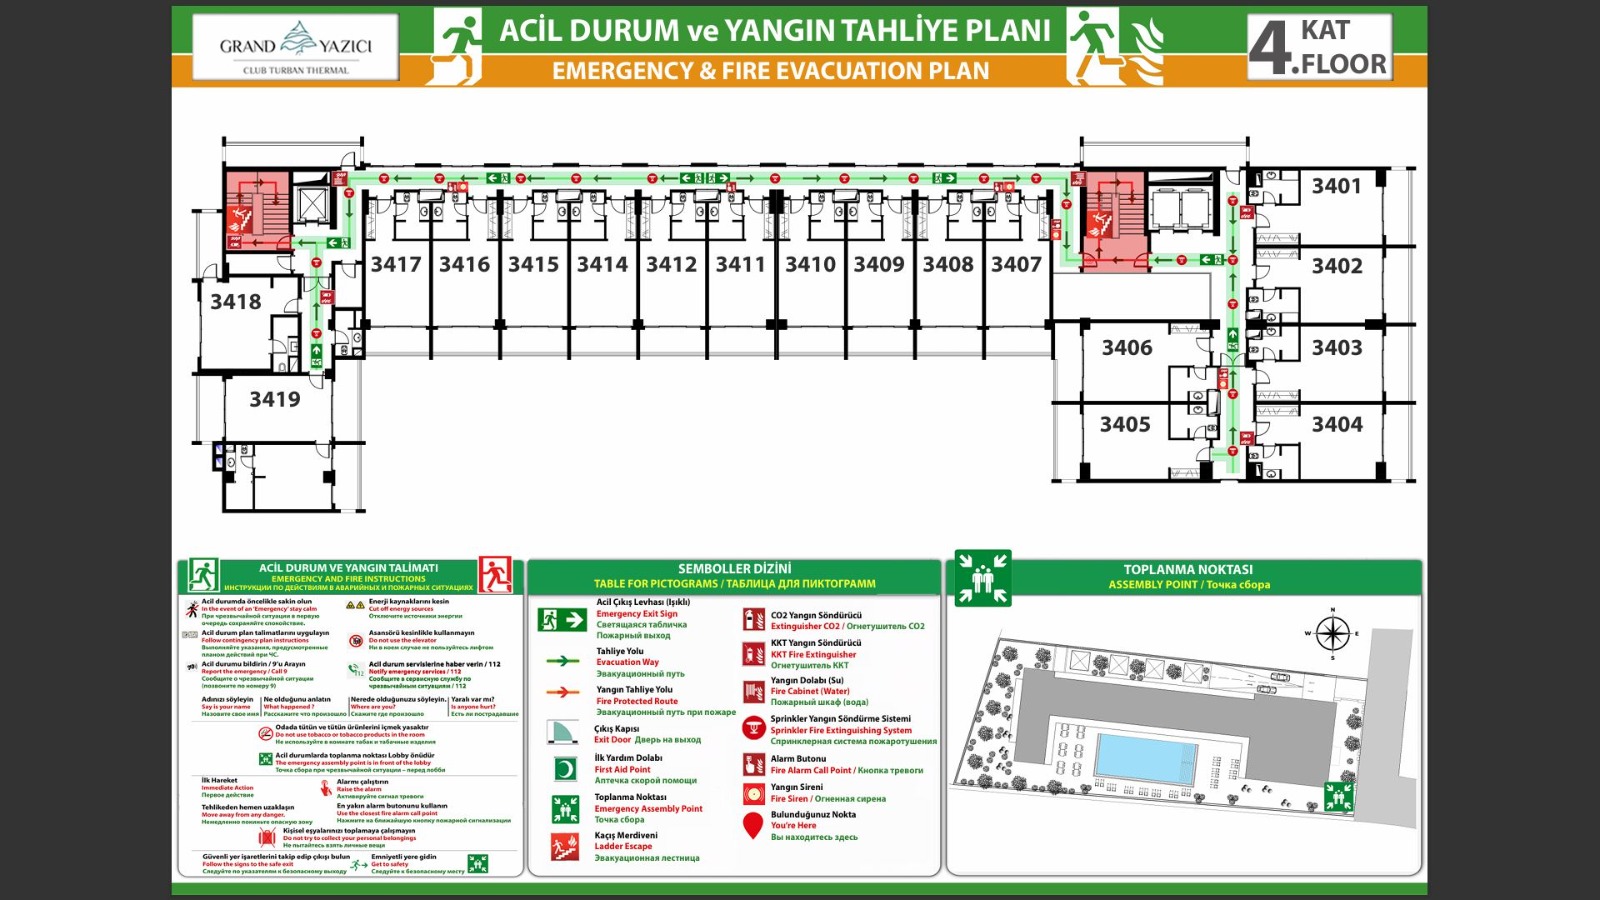 GRAND YAZICI
CLUB TURBAN THERMAL
ACİL DURUM ve YANGIN TAHLİYE PLANI
EMERGENCY & FIRE EVACUATION PLAN
4. KAT
FLOOR
3401
3402
3403
3404
3405
3406
3417
3416
3415
3414
3412
3411
3410
3409
3408
3407
3418
3419
ACİL DURUM VE YANGIN TALİMATI
EMERGENCY AND FIRE INSTRUCTIONS
ИНСТРУКЦИИ ПО ДЕЙСТВИЯМ В АВАРИЙНЫХ И ПОЖАРНЫХ СИТУАЦИЯХ
Acil durumda öncelikle sakin olun
In the event of an 'Emergency' stay calm
При чрезвычайной ситуации в первую
очередь сохраняйте спокойствие.
Enerji kaynaklarını kesin
Cut off energy sources
Отключите источники энергии
Acil durum plan talimatlarını uygulayın
Follow contingency plan instructions
Выполняйте указания, предусмотренные
планом действий при ЧС.
Asansörü kesinlikle kullanmayın
Do not use the elevator
Ни в коем случае не пользуйтесь лифтом
Acil durumu bildirin / 9'u Arayın
Report the emergency / Call 9
Сообщите о чрезвычайной ситуации
(позвоните по номеру 9)
Acil durum servislerine haber verin / 112
Notify emergency services / 112
Сообщите в сервисную службу по
чрезвычайным ситуациям / 112
112
Adınızı söyleyin
Say is your name
Назовите свое имя
Ne olduğunu anlatın
What happened ?
Расскажите что произошло
Nerede olduğunuzu söyleyin.
Where are you?
Скажите где произошло
Yaralı var mı?
Is anyone hurt?
Есть ли пострадавшие
Odada tütün ve tütün ürünlerini içmek yasaktır
Do not use tobacco or tobacco products in the room
Не используйте в комнате табак и табачные изделия
Acil durumlarda toplanma noktası Lobby önüdür
The emergency assembly point is in front of the lobby
Точка сбора при чрезвычайной ситуации – перед лобби
İlk Hareket
Immediate Action
Первое действие
Alarmı çalıştırın
Raise the alarm
Активируйте сигнал тревоги
Tehlikeden hemen uzaklaşın
Move away from any danger.
Немедленно покиньте опасную зону
En yakın alarm butonunu kullanın
Use the closest fire alarm call point
Нажмите на ближайшую кнопку пожарной сигнализации
Kişisel eşyalarınızı toplamaya çalışmayın
Do not try to collect your personal belongings
Не пытайтесь взять личные вещи
Güvenli yer işaretlerini takip edip çıkışı bulun
Follow the signs to the safe exit
Следуйте по указателям к безопасному выходу
Emniyetli yere gidin
Get to safety
Следуйте к безопасному месту
SEMBOLLER DİZİNİ
TABLE FOR PICTOGRAMS / ТАБЛИЦА ДЛЯ ПИКТОГРАММ
Acil Çıkış Levhası (Işıklı)
Emergency Exit Sign
Светящаяся табличка
Пожарный выход
Tahliye Yolu
Evacuation Way
Эвакуационный путь
Yangın Tahliye Yolu
Fire Protected Route
Эвакуационный путь при пожаре
Çıkış Kapısı
Exit Door Дверь на выход
İlk Yardım Dolabı
First Aid Point
Аптечка скорой помощи
Toplanma Noktası
Emergency Assembly Point
Точка сбора
Kaçış Merdiveni
Ladder Escape
Эвакуационная лестница
CO2 Yangın Söndürücü
Extinguisher CO2 / Огнетушитель CO2
KKT Yangın Söndürücü
KKT Fire Extinguisher
Огнетушитель ККТ
Yangın Dolabı (Su)
Fire Cabinet (Water)
Пожарный шкаф (вода)
Sprinkler Yangın Söndürme Sistemi
Sprinkler Fire Extinguishing System
Спринклерная система пожаротушения
Alarm Butonu
Fire Alarm Call Point / Кнопка тревоги
Yangın Sireni
Fire Siren / Огненная сирена
Bulunduğunuz Nokta
You're Here
Вы находитесь здесь
TOPLANMA NOKTASI
ASSEMBLY POINT / Точка сбора
N
W
E
S